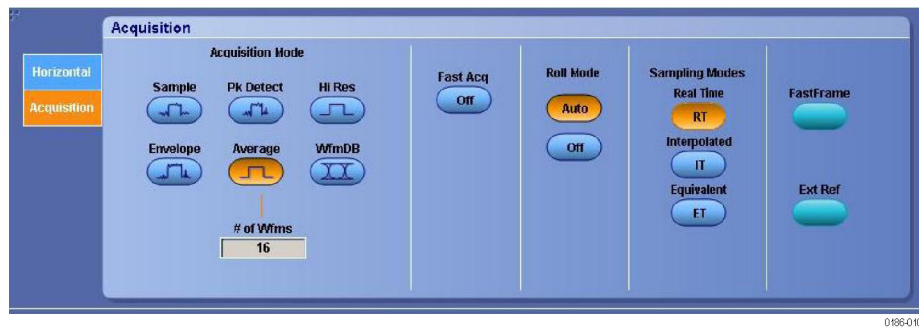 Acquisition
Horizontal
Acquisition
Acquisition Mode
Sample
Pk Detect
Hi Res
Envelope
Average
WfmDB
# of Wfms
16
Fast Acq
Off
Roll Mode
Auto
Off
Sampling Modes
Real Time
RT
Interpolated
IT
Equivalent
ET
FastFrame
Ext Ref
0186-010